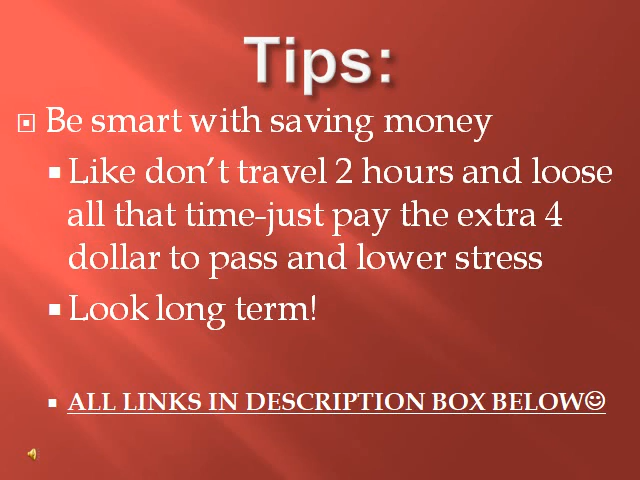 Tips:
Be smart with saving money
Like don’t travel 2 hours and loose
all that time-just pay the extra 4
dollar to pass and lower stress
Look long term!
ALL LINKS IN DESCRIPTION BOX BELOW☺